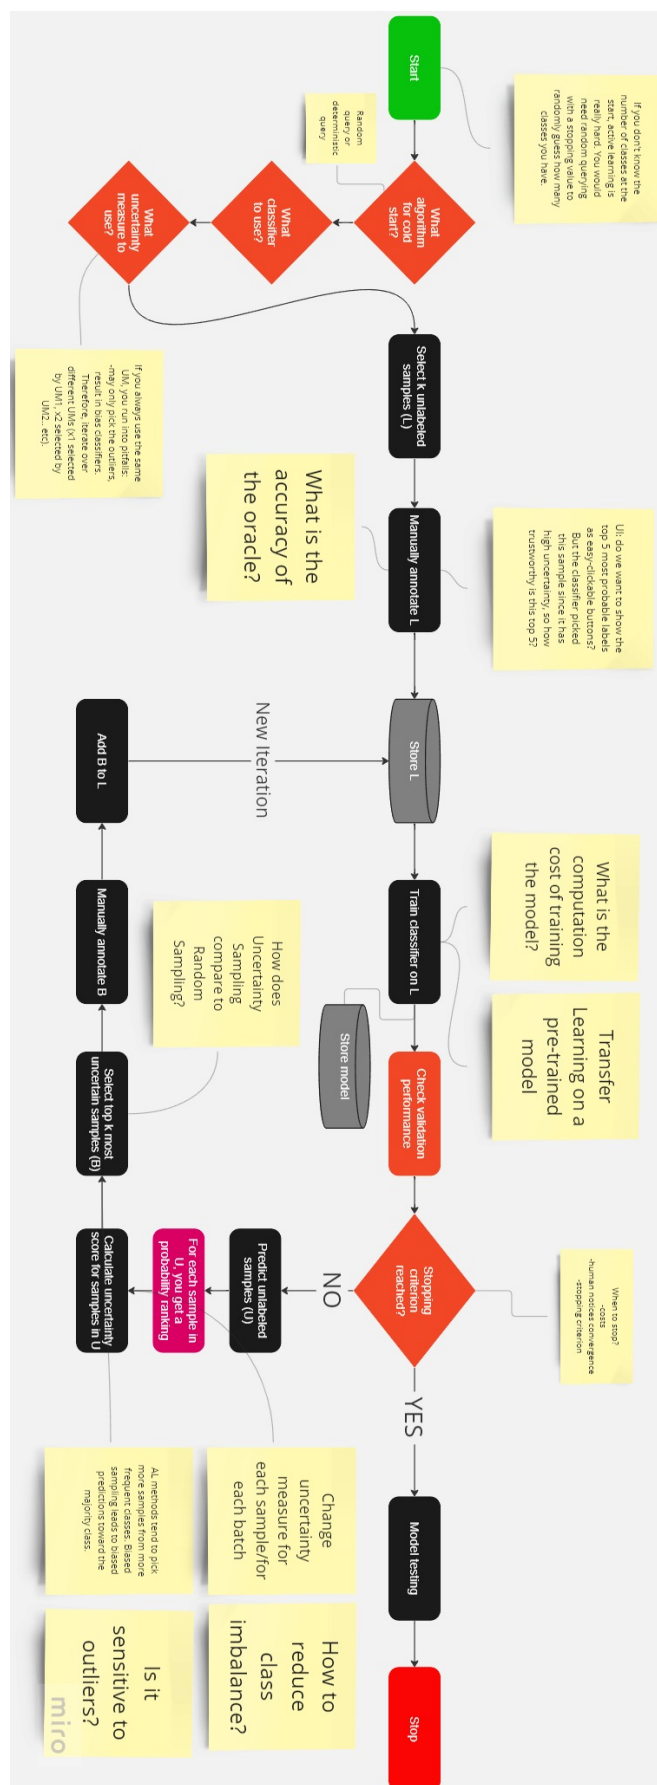 If you don't know the
number of classes at the
start, active learning is
really hard. You would
need random querying
with a stopping value to
randomly guess how many
classes you have.
Start
Random
query or
deterministic
query
What
algorithm
for cold
start?
What
classifier
to use?
What
uncertainty
measure to
use?
If you always use the same
UM, you run into pitfalls:
-may only pick the outliers,
result in bias classifiers.
Therefore, iterate over
different UMs (x1 selected
by UM1, x2 selected by
UM2.. etc).
Select k unlabeled
samples (L)
UI: do we want to show the
top 5 most probable labels
as easy-clickable buttons?
But the classifier picked
this sample since it has
high uncertainty, so how
trustworthy is this top 5?
Manually annotate L
What is the
accuracy of
the oracle?
Store L
New Iteration
Add B to L
What is the
computation
cost of training
the model?
Transfer
Learning on a
pre-trained
model
Train classifier on L
Store model
Check validation
performance
How does
Uncertainty
Sampling
compare to
Random
Sampling?
Manually annotate B
Select top k most
uncertain samples (B)
When to stop?
-costs
-human notices convergence
-stopping criterion
Stopping
criterion
reached?
NO
YES
Predict unlabeled
samples (U)
For each sample in
U, you get a
probability ranking
Calculate uncertainty
score for samples in U
Change
uncertainty
measure for
each sample/for
each batch
AL methods tend to pick
more samples from more
frequent classes. Biased
sampling leads to biased
predictions toward the
majority class.
Model testing
Stop
How to
reduce
class
imbalance?
Is it
sensitive to
outliers?
miro